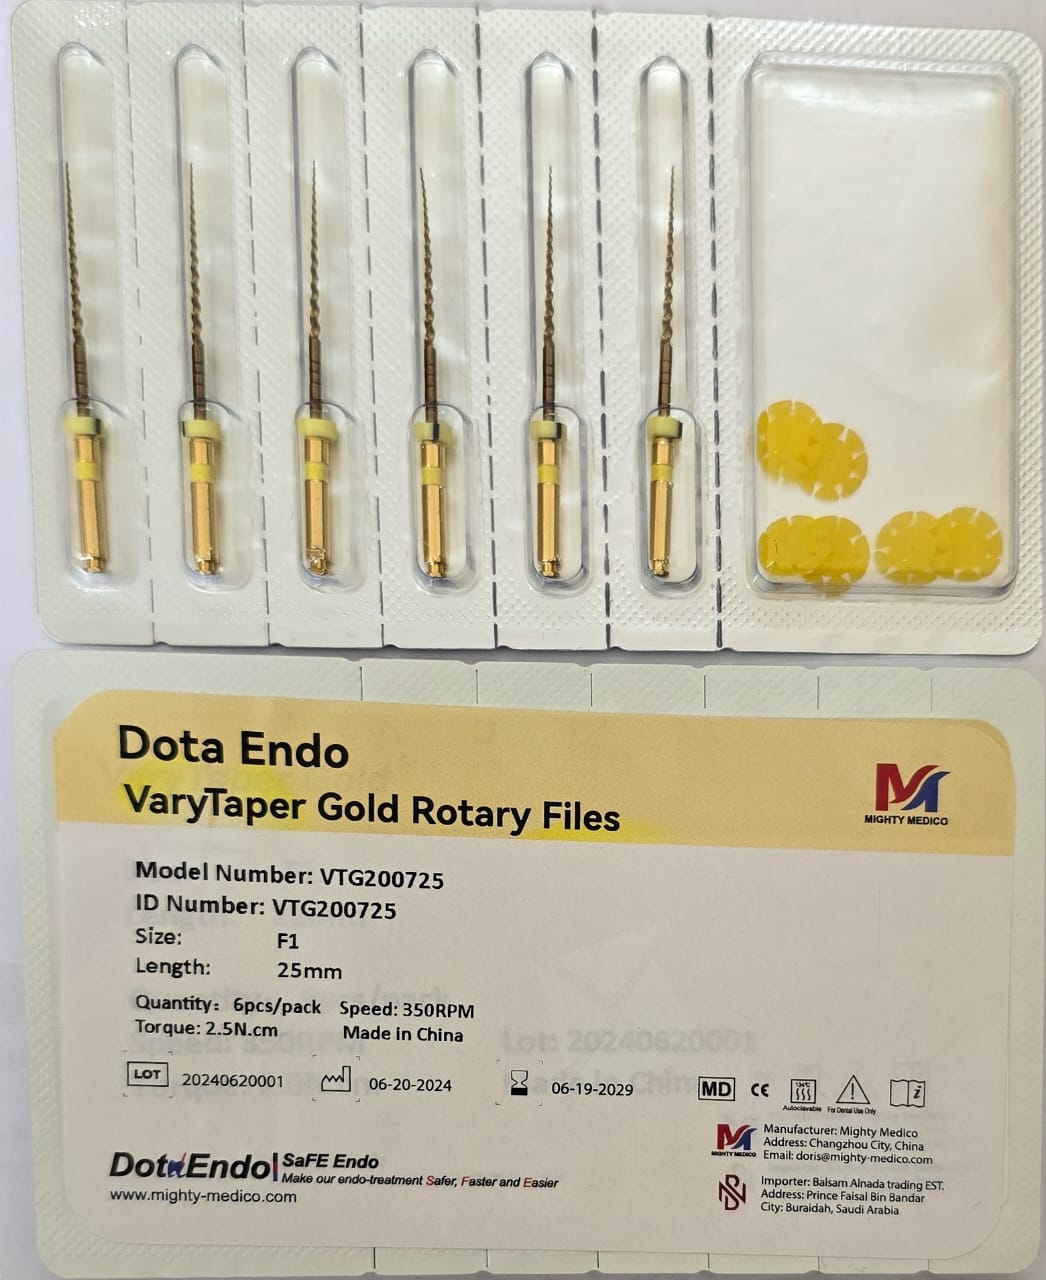 Dota Endo
VaryTaper Gold Rotary Files
MIGHTY MEDICO
Model Number: VTG200725
ID Number: VTG200725
Size: F1
Length: 25mm
Quantity: 6pcs/pack Speed: 350RPM
Torque: 2.5N.cm Made in China
Lot: 20240620001
LOT 20240620001 06-20-2024 06-19-2029 MD CE 134°C
Autoclavable For Dental Use Only
DotaEndo SaFE Endo
Make our endo-treatment Safer, Faster and Easier
www.mighty-medico.com
MIGHTY MEDICO
Manufacturer: Mighty Medico
Address: Changzhou City, China
Email: doris@mighty-medico.com
Importer: Balsam Alnada trading EST.
Address: Prince Faisal Bin Bandar
City: Buraidah, Saudi Arabia